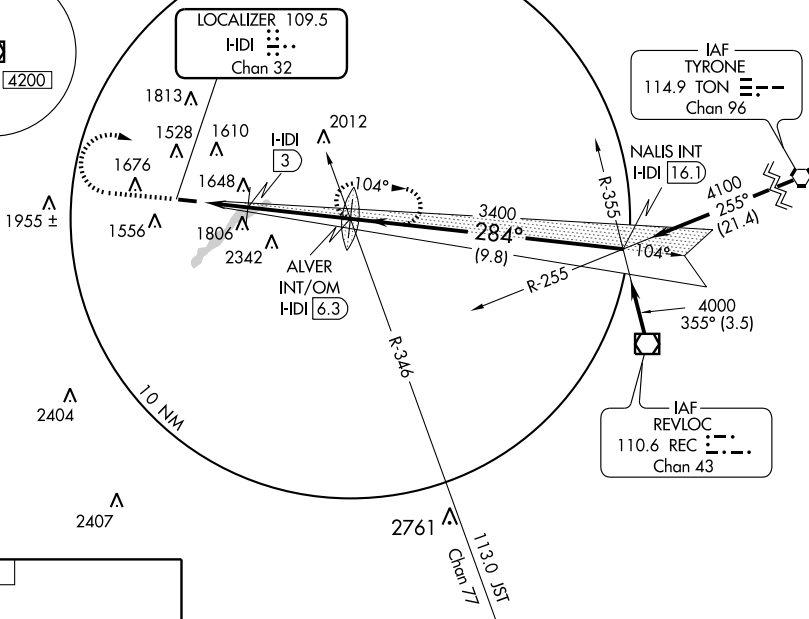 LOCALIZER 109.5
I-IDI
Chan 32
4200
IAF
TYRONE
114.9 TON
Chan 96
1813
1528
1610
I-IDI
3
2012
NALIS INT
I-IDI 16.1
1676
1648
104°
R-355
4100
255°
(21.4)
1955 ±
1556
1806
3400
284°
(9.8)
104°
2342
ALVER
INT/OM
I-IDI 6.3
R-255
4000
355° (3.5)
R-346
2404
10 NM
IAF
REVLOC
110.6 REC
Chan 43
2407
2761
113.0 JST
Chan 77